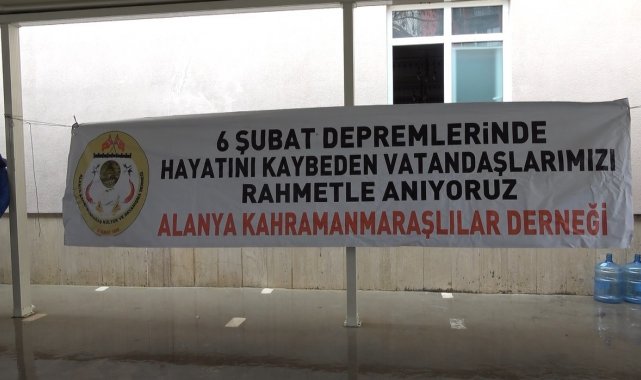 6 ŞUBAT DEPREMLERİNDE
HAYATINI KAYBEDEN VATANDAŞLARIMIZI
RAHMETLE ANIYORUZ
ALANYA KAHRAMANMARAŞLILAR DERNEĞİ